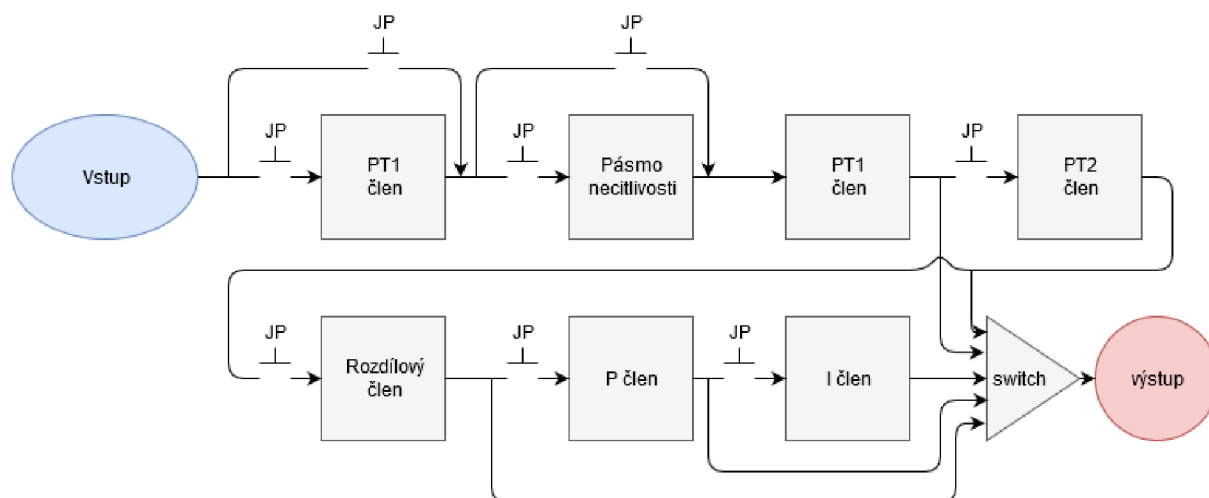 JP
JP
JP
JP
JP
Vstup
PT1
člen
Pásmo
necitlivosti
PT1
člen
PT2
člen
JP
JP
JP
Rozdílový
člen
P člen
I člen
switch
výstup